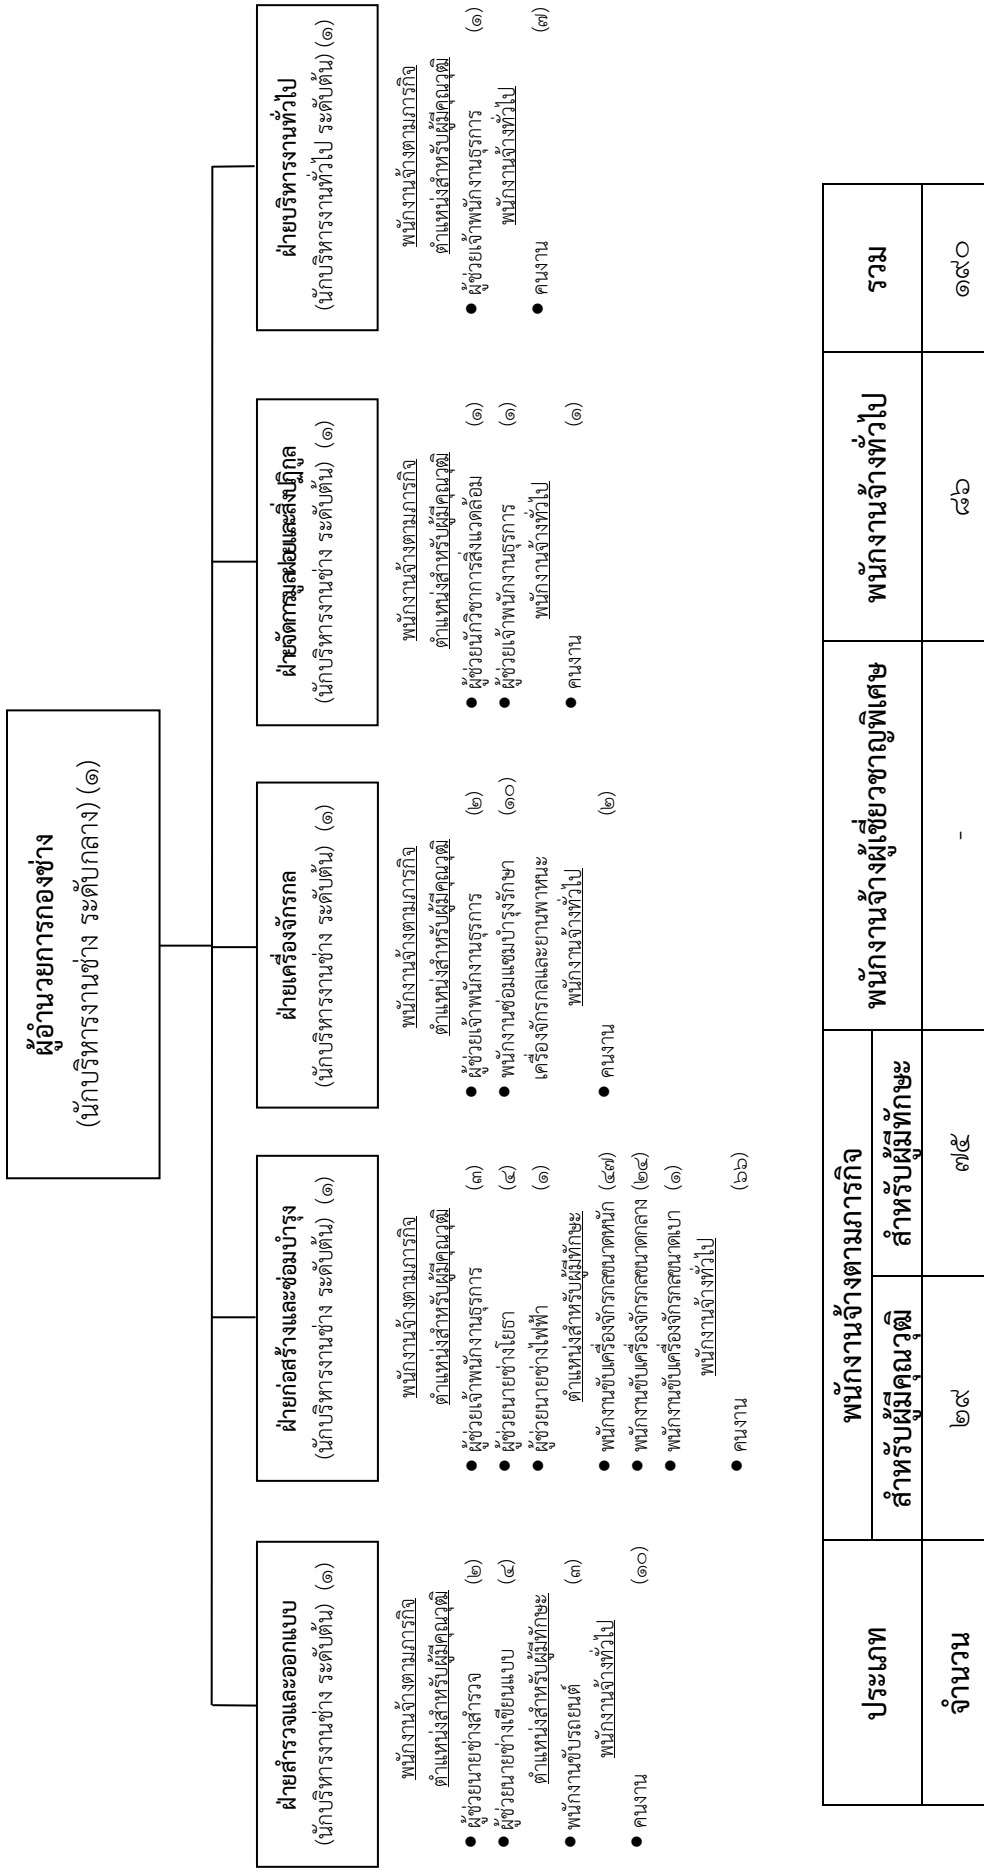 ผู้อำนวยการกองช่าง
(นักบริหารงานช่าง ระดับกลาง) (๑)
ฝ่ายสำรวจและออกแบบ
(นักบริหารงานช่าง ระดับต้น) (๑)
พนักงานจ้างตามภารกิจ
ตำแหน่งสำหรับผู้มีคุณวุฒิ
● ผู้ช่วยนายช่างสำรวจ (๒)
● ผู้ช่วยนายช่างเขียนแบบ (๔)
ตำแหน่งสำหรับผู้มีทักษะ
● พนักงานขับรถยนต์ (๓)
พนักงานจ้างทั่วไป
● คนงาน (๑๐)
ฝ่ายก่อสร้างและซ่อมบำรุง
(นักบริหารงานช่าง ระดับต้น) (๑)
พนักงานจ้างตามภารกิจ
ตำแหน่งสำหรับผู้มีคุณวุฒิ
● ผู้ช่วยเจ้าพนักงานธุรการ (๓)
● ผู้ช่วยนายช่างโยธา (๔)
● ผู้ช่วยนายช่างไฟฟ้า (๑)
ตำแหน่งสำหรับผู้มีทักษะ
● พนักงานขับเครื่องจักรกลขนาดหนัก (๔๗)
● พนักงานขับเครื่องจักรกลขนาดกลาง (๒๔)
● พนักงานขับเครื่องจักรกลขนาดเบา (๑)
พนักงานจ้างทั่วไป
● คนงาน (๖๖)
ฝ่ายเครื่องจักรกล
(นักบริหารงานช่าง ระดับต้น) (๑)
พนักงานจ้างตามภารกิจ
ตำแหน่งสำหรับผู้มีคุณวุฒิ
● ผู้ช่วยเจ้าพนักงานธุรการ (๒)
● พนักงานซ่อมแซมบำรุงรักษา (๑๐)
เครื่องจักรกลและยานพาหนะ
พนักงานจ้างทั่วไป
● คนงาน (๒)
ฝ่ายจัดการมูลฝอยและสิ่งปฏิกูล
(นักบริหารงานช่าง ระดับต้น) (๑)
พนักงานจ้างตามภารกิจ
ตำแหน่งสำหรับผู้มีคุณวุฒิ
● ผู้ช่วยนักวิชาการสิ่งแวดล้อม (๑)
● ผู้ช่วยเจ้าพนักงานธุรการ (๑)
พนักงานจ้างทั่วไป
● คนงาน (๑)
ฝ่ายบริหารงานทั่วไป
(นักบริหารงานทั่วไป ระดับต้น) (๑)
พนักงานจ้างตามภารกิจ
ตำแหน่งสำหรับผู้มีคุณวุฒิ
● ผู้ช่วยเจ้าพนักงานธุรการ (๑)
พนักงานจ้างทั่วไป
● คนงาน (๗)
ประเภท พนักงานจ้างตามภารกิจ พนักงานจ้างผู้เชี่ยวชาญพิเศษ พนักงานจ้างทั่วไป รวม
สำหรับผู้มีคุณวุฒิ สำหรับผู้มีทักษะ
จำนวน ๒๙ ๗๕ - ๘๖ ๑๙๐